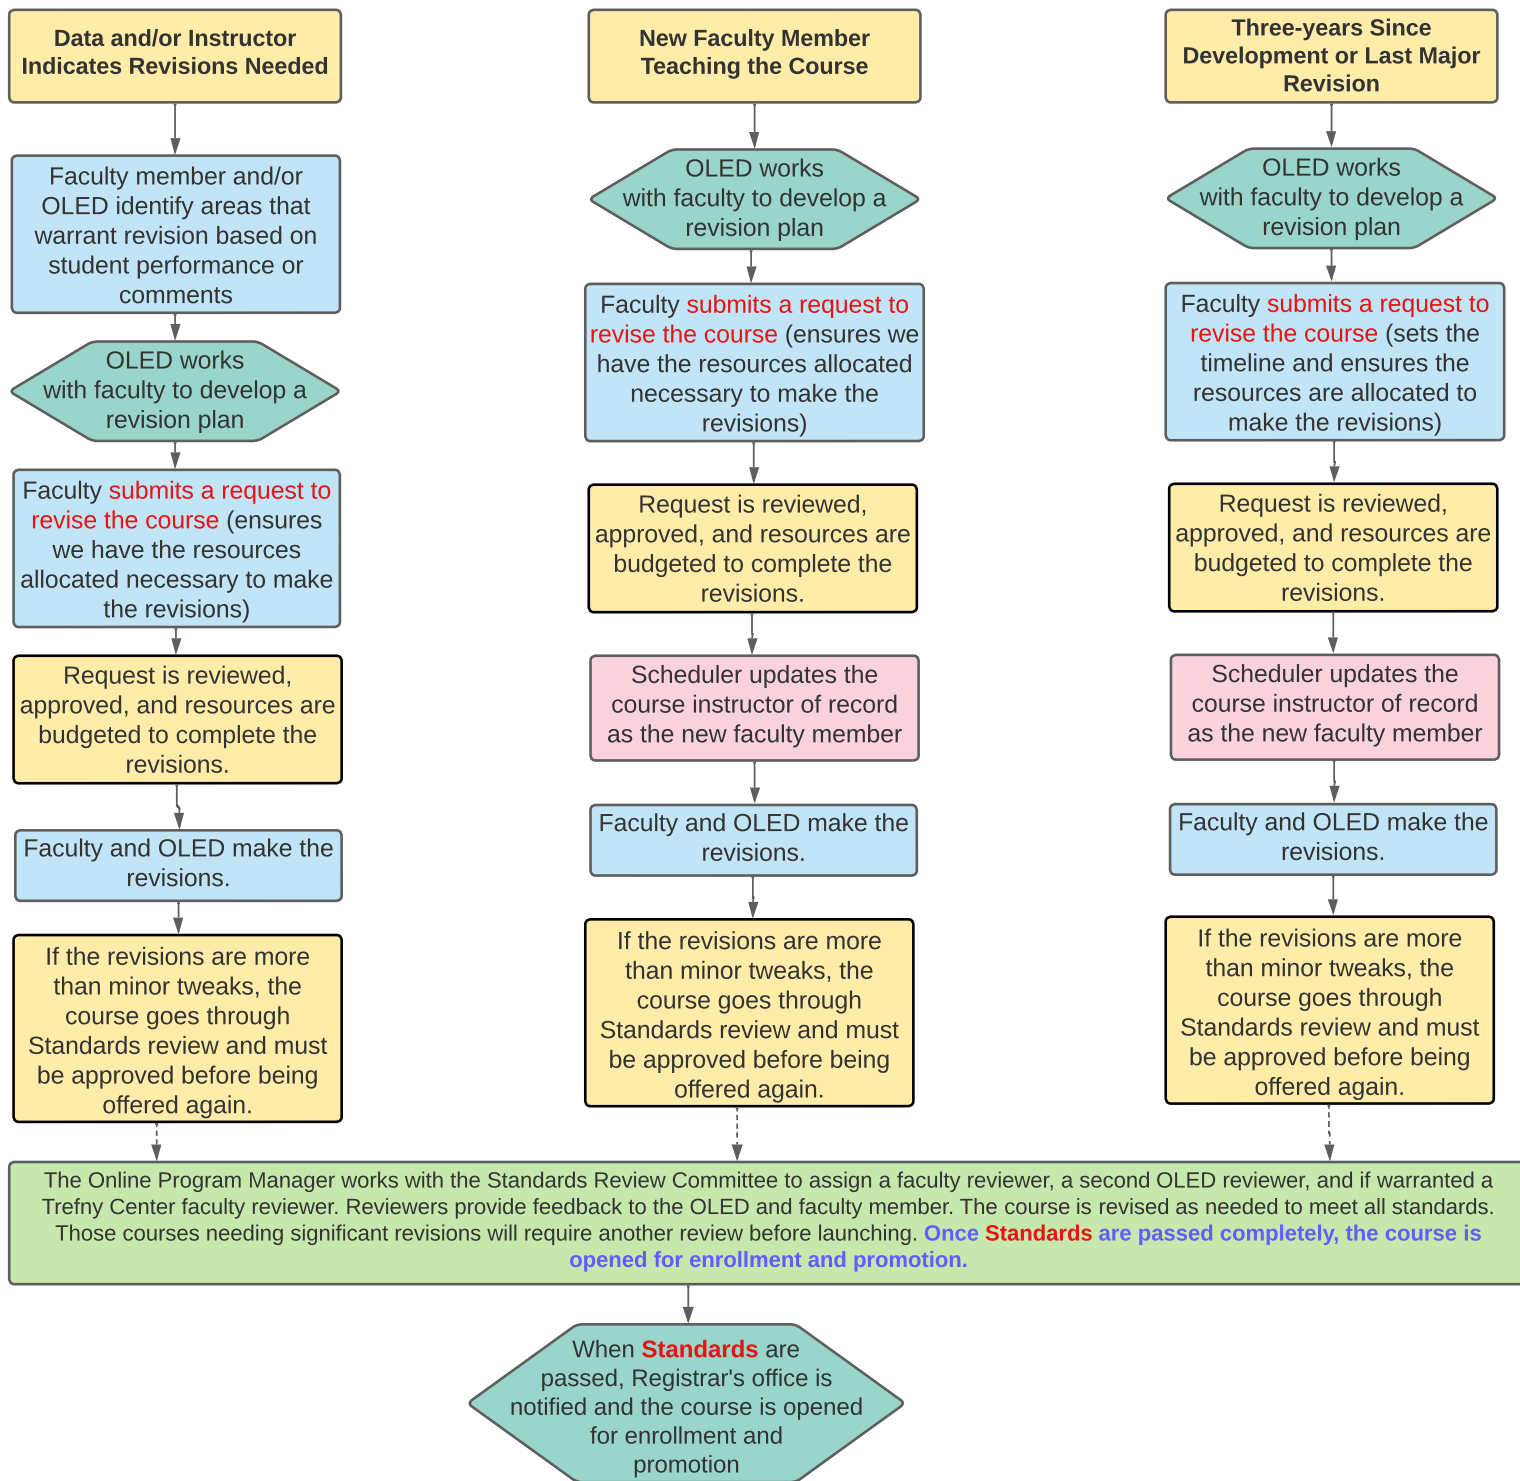 Data and/or Instructor
Indicates Revisions Needed
Faculty member and/or
OLED identify areas that
warrant revision based on
student performance or
comments
OLED works
with faculty to develop a
revision plan
Faculty submits a request to
revise the course (ensures
we have the resources
allocated necessary to make
the revisions)
Request is reviewed,
approved, and resources are
budgeted to complete the
revisions.
Faculty and OLED make the
revisions.
If the revisions are more
than minor tweaks, the
course goes through
Standards review and must
be approved before being
offered again.
New Faculty Member
Teaching the Course
OLED works
with faculty to develop a
revision plan
Faculty submits a request to
revise the course (ensures we
have the resources allocated
necessary to make the
revisions)
Request is reviewed,
approved, and resources are
budgeted to complete the
revisions.
Scheduler updates the
course instructor of record
as the new faculty member
Faculty and OLED make the
revisions.
If the revisions are more
than minor tweaks, the
course goes through
Standards review and must
be approved before being
offered again.
Three-years Since
Development or Last Major
Revision
OLED works
with faculty to develop a
revision plan
Faculty submits a request to
revise the course (sets the
timeline and ensures the
resources are allocated to
make the revisions)
Request is reviewed,
approved, and resources are
budgeted to complete the
revisions.
Scheduler updates the
course instructor of record
as the new faculty member
Faculty and OLED make the
revisions.
If the revisions are more
than minor tweaks, the
course goes through
Standards review and must
be approved before being
offered again.
The Online Program Manager works with the Standards Review Committee to assign a faculty reviewer, a second OLED reviewer, and if warranted a
Trefny Center faculty reviewer. Reviewers provide feedback to the OLED and faculty member. The course is revised as needed to meet all standards.
Those courses needing significant revisions will require another review before launching. Once Standards are passed completely, the course is
opened for enrollment and promotion.
When Standards are
passed, Registrar's office is
notified and the course is opened
for enrollment and
promotion